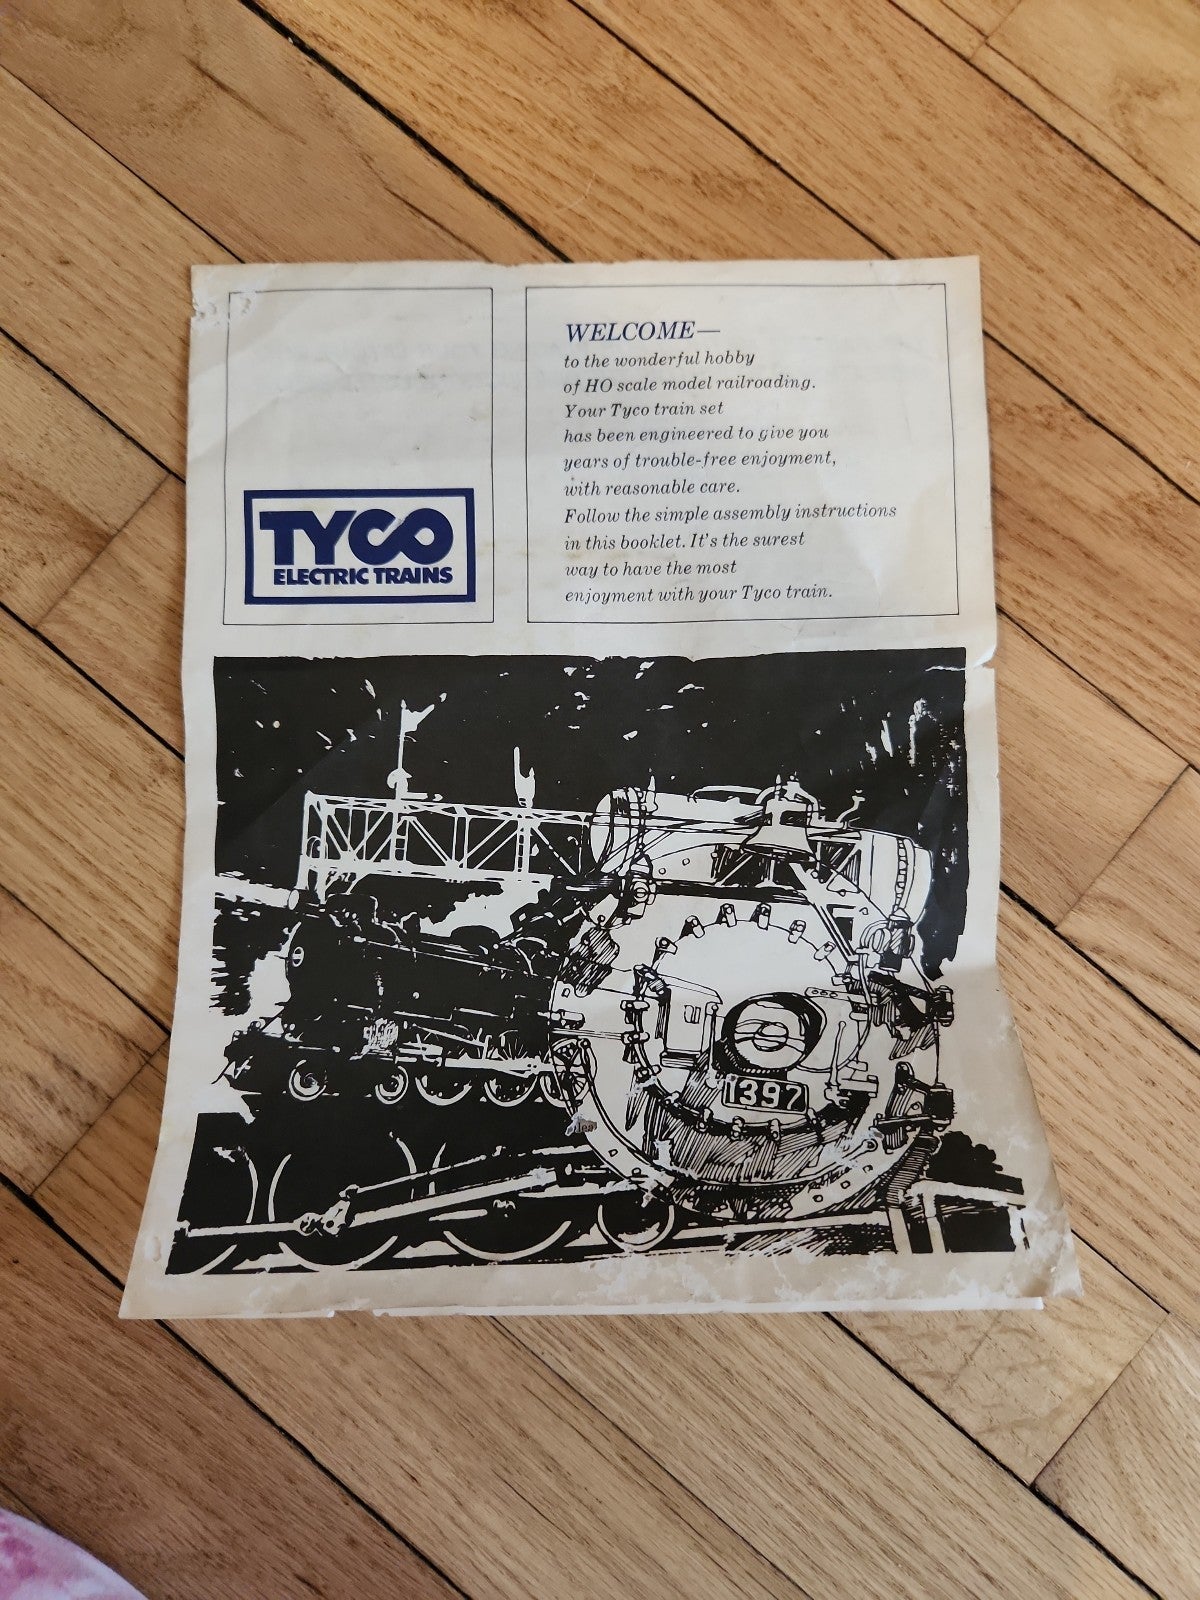 TYCO
ELECTRIC TRAINS
WELCOME—
to the wonderful hobby
of HO scale model railroading.
Your Tyco train set
has been engineered to give you
years of trouble-free enjoyment,
with reasonable care.
Follow the simple assembly instructions
in this booklet. It's the surest
way to have the most
enjoyment with your Tyco train.
1397